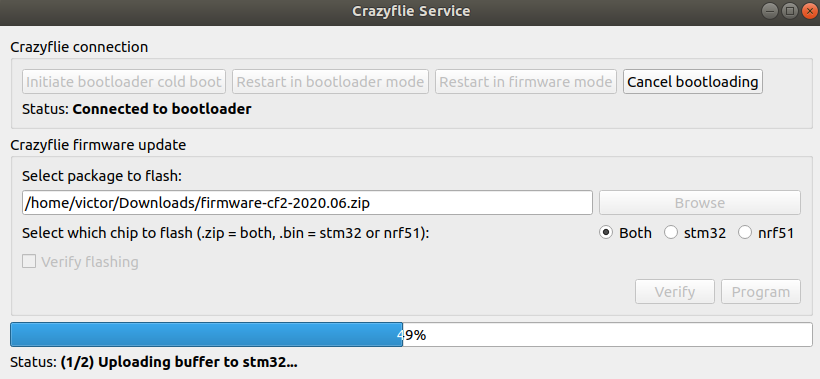 Crazyflie Service
Crazyflie connection
Initiate bootloader cold boot Restart in bootloader mode Restart in firmware mode Cancel bootloading
Status: Connected to bootloader
Crazyflie firmware update
Select package to flash:
/home/victor/Downloads/firmware-cf2-2020.06.zip Browse
Select which chip to flash (.zip = both, .bin = stm32 or nrf51): Both stm32 nrf51
Verify flashing
Verify Program
49%
Status: (1/2) Uploading buffer to stm32...